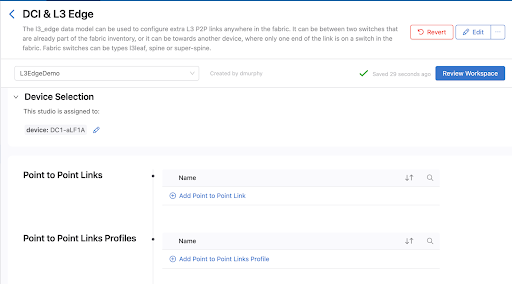 DCI & L3 Edge
The l3_edge data model can be used to configure extra L3 P2P links anywhere in the fabric. It can be between two switches that
are already part of the fabric inventory, or it can be towards another device, where only one end of the link is on a switch in the
fabric. Fabric switches can be types l3leaf, spine or super-spine.
Revert
Edit
L3EdgeDemo
Created by dmurphy
Saved 29 seconds ago
Review Workspace
Device Selection
This studio is assigned to:
device: DC1-aLF1A
Point to Point Links
Name
Add Point to Point Link
Point to Point Links Profiles
Name
Add Point to Point Links Profile